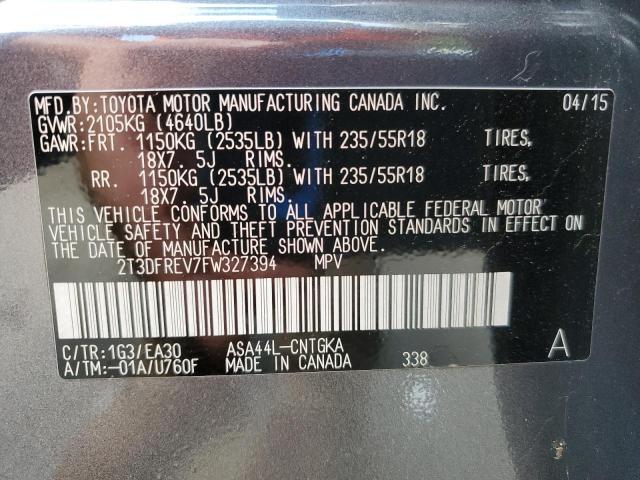 MFD.BY:TOYOTA MOTOR MANUFACTURING CANADA INC. 04/15
GVWR:2105KG (4640LB)
GAWR:FRT. 1150KG (2535LB) WITH 235/55R18 TIRES,
18X7. 5J RIMS.
RR. 1150KG (2535LB) WITH 235/55R18 TIRES,
18X7. 5J RIMS.
THIS VEHICLE CONFORMS TO ALL APPLICABLE FEDERAL MOTOR
VEHICLE SAFETY AND THEFT PREVENTION STANDARDS IN EFFECT ON
THE DATE OF MANUFACTURE SHOWN ABOVE.
2T3DFREV7FW327394 MPV
C/TR:1G3/EA30 ASA44L-CNTGKA A
A/TM:-01A/U760F MADE IN CANADA 338